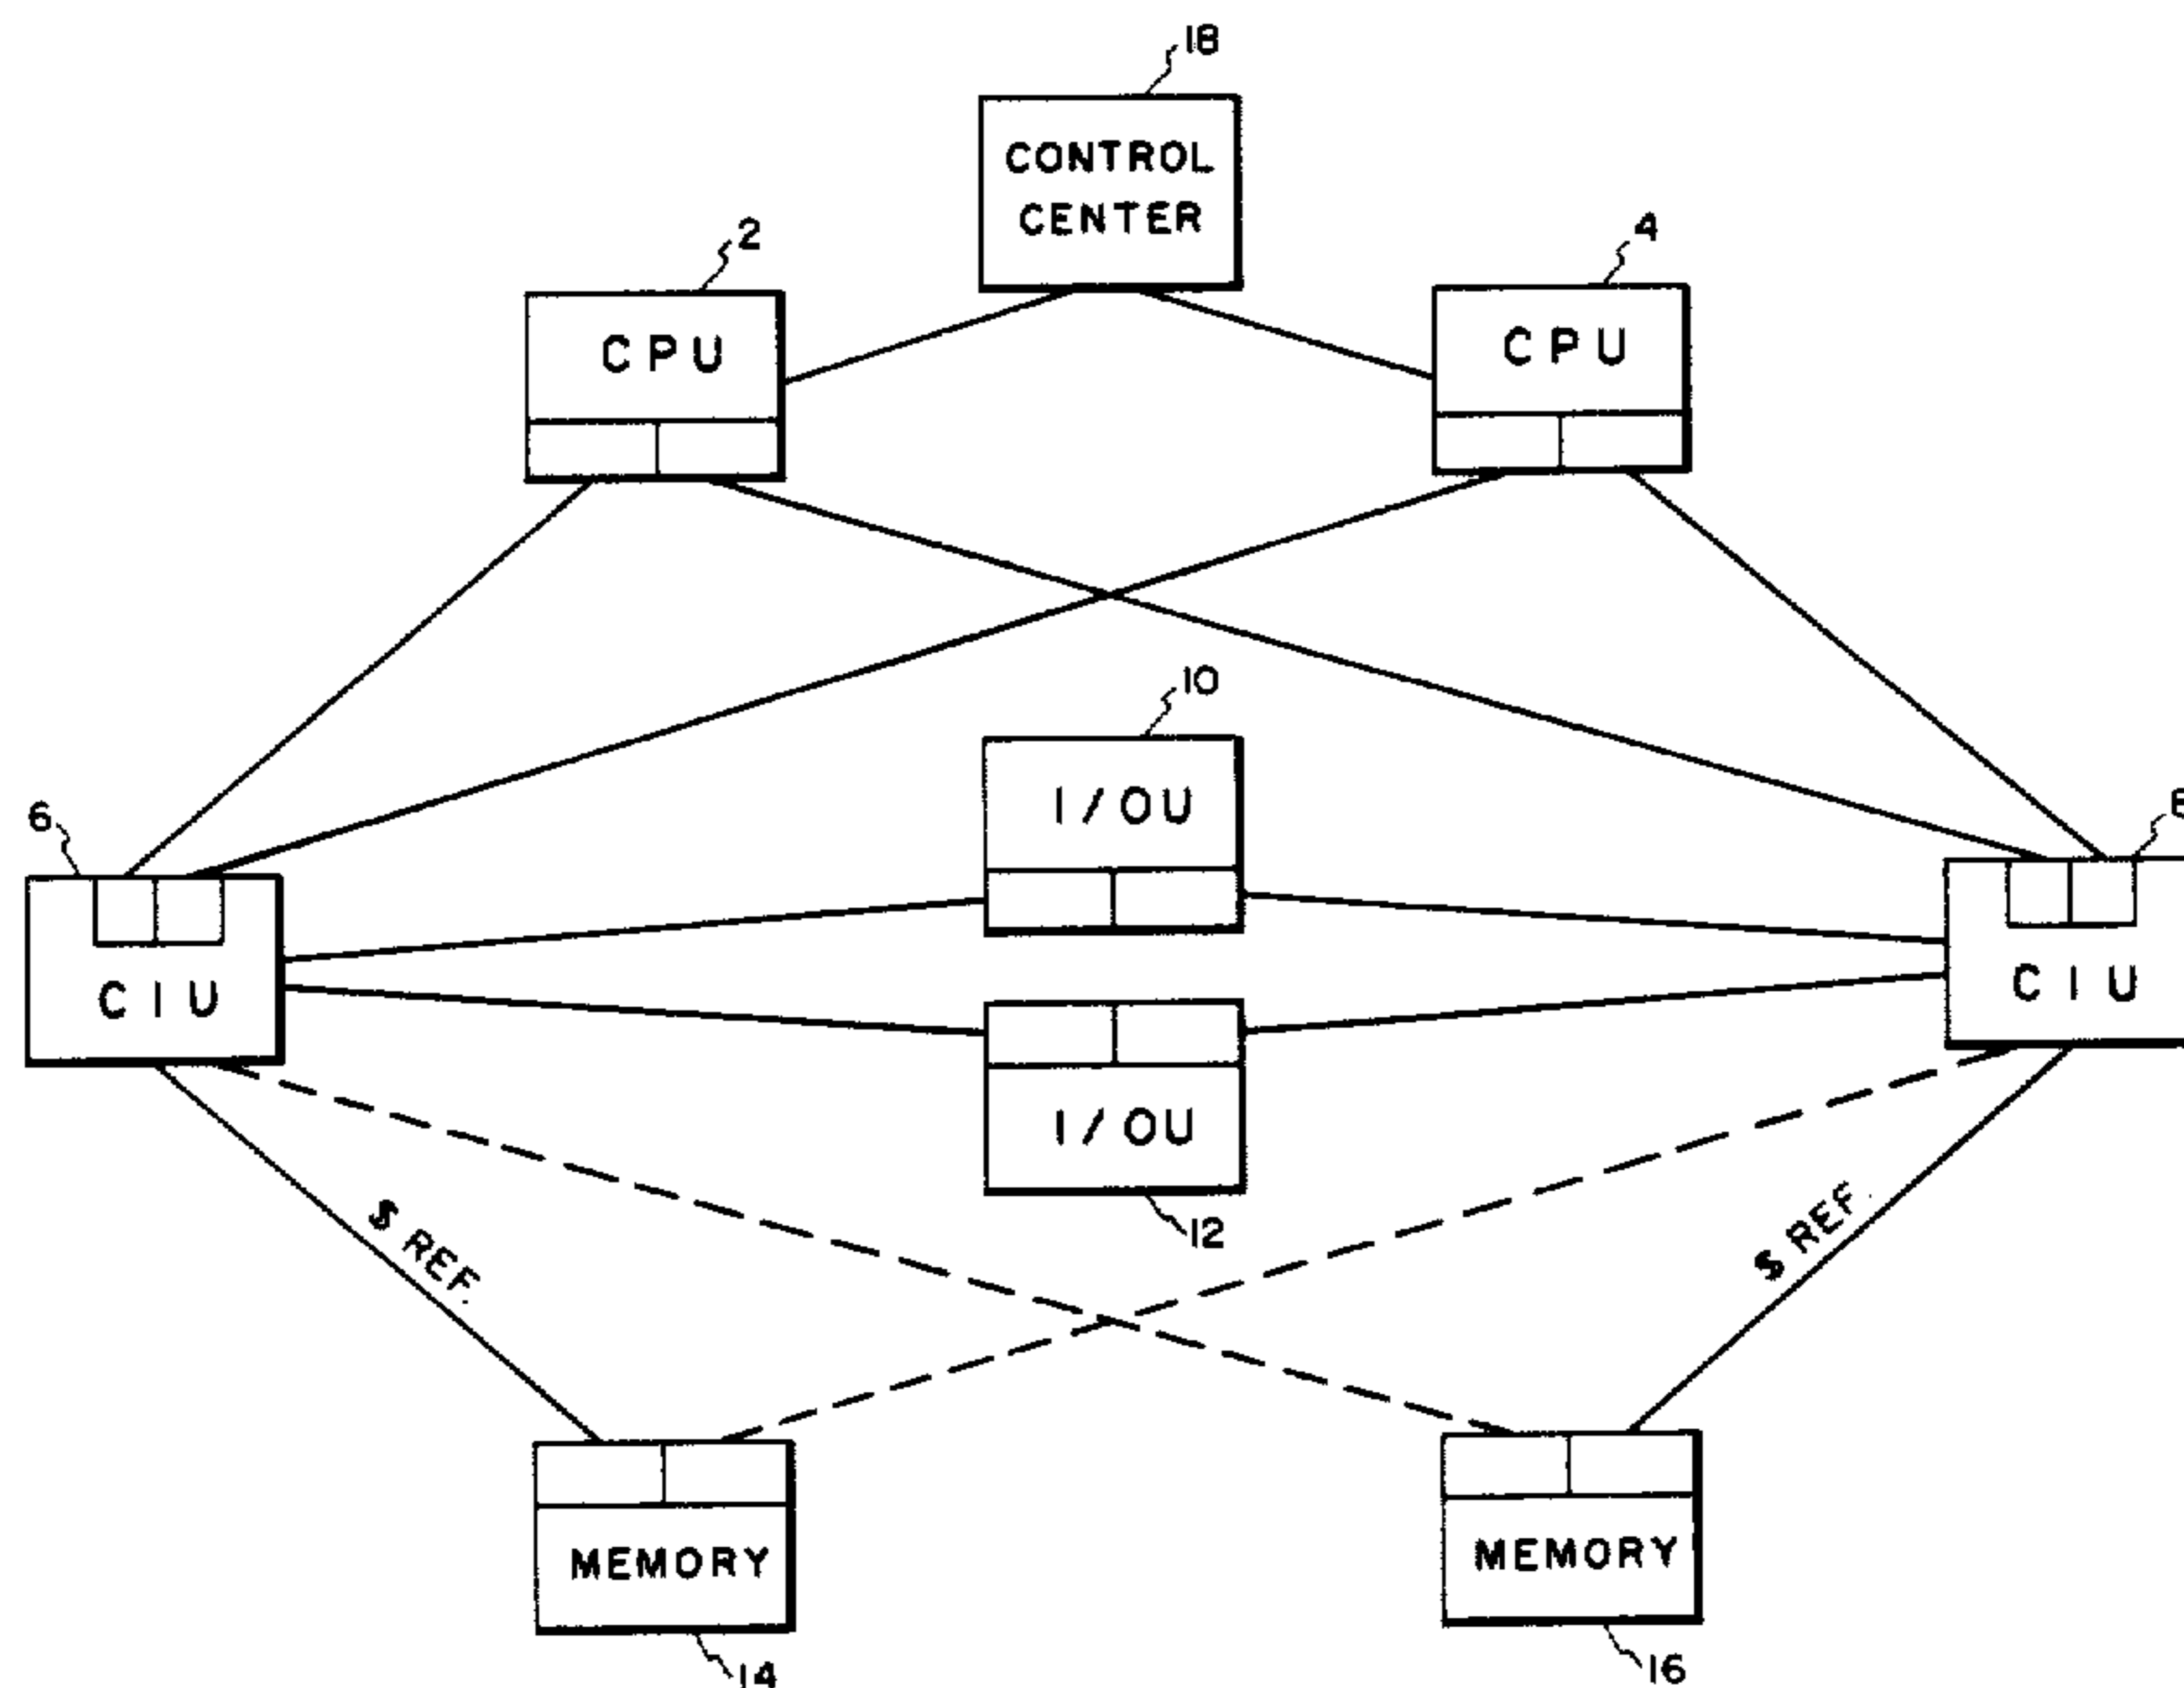 18
CONTROL
CENTER
2
4
CPU
CPU
10
I/OU
6
8
CIU
CIU
I/OU
12
$ REF.
$ REF.
MEMORY
MEMORY
14
16